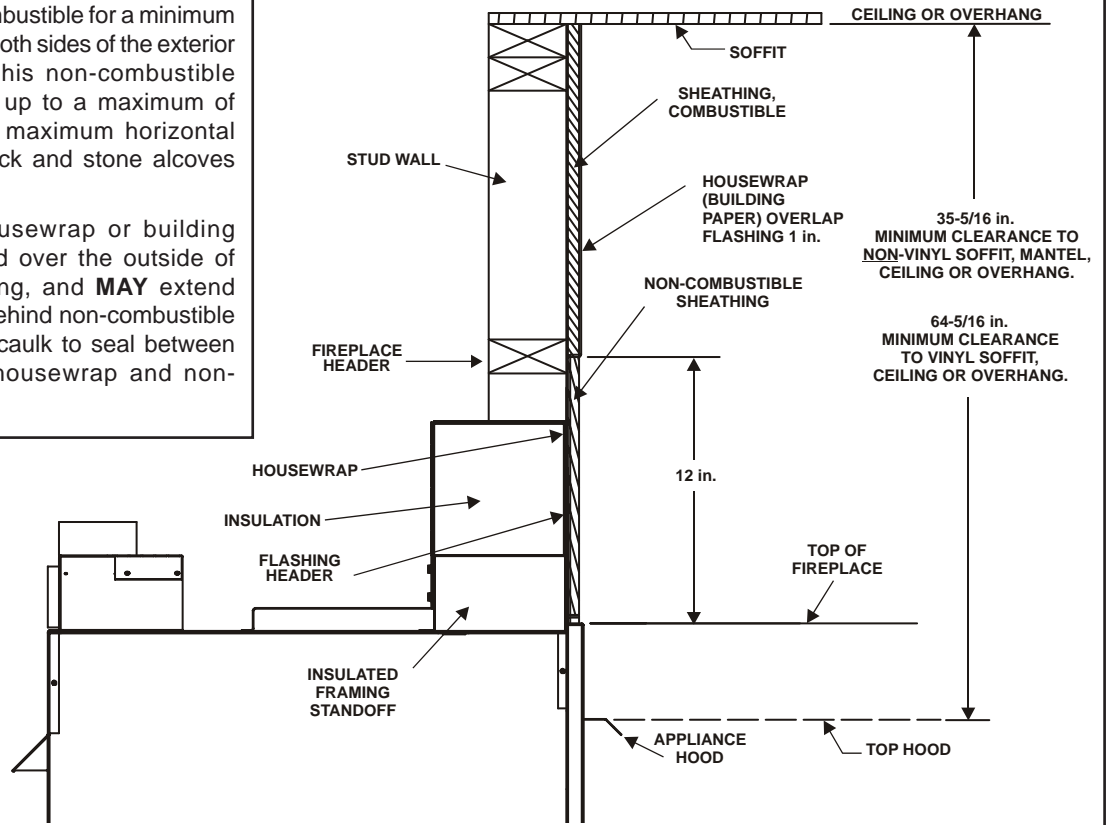 mbustible for a minimum
oth sides of the exterior
his non-combustible
up to a maximum of
maximum horizontal
ck and stone alcoves
usewrap or building
d over the outside of
ng, and MAY extend
ehind non-combustible
caulk to seal between
housewrap and non-
CEILING OR OVERHANG
SOFFIT
SHEATHING,
COMBUSTIBLE
STUD WALL
HOUSEWRAP
(BUILDING
PAPER) OVERLAP
FLASHING 1 in.
35-5/16 in.
MINIMUM CLEARANCE TO
NON-VINYL SOFFIT, MANTEL,
CEILING OR OVERHANG.
NON-COMBUSTIBLE
SHEATHING
64-5/16 in.
MINIMUM CLEARANCE
TO VINYL SOFFIT,
CEILING OR OVERHANG.
FIREPLACE
HEADER
HOUSEWRAP
12 in.
INSULATION
FLASHING
HEADER
TOP OF
FIREPLACE
INSULATED
FRAMING
STANDOFF
APPLIANCE
HOOD
TOP HOOD